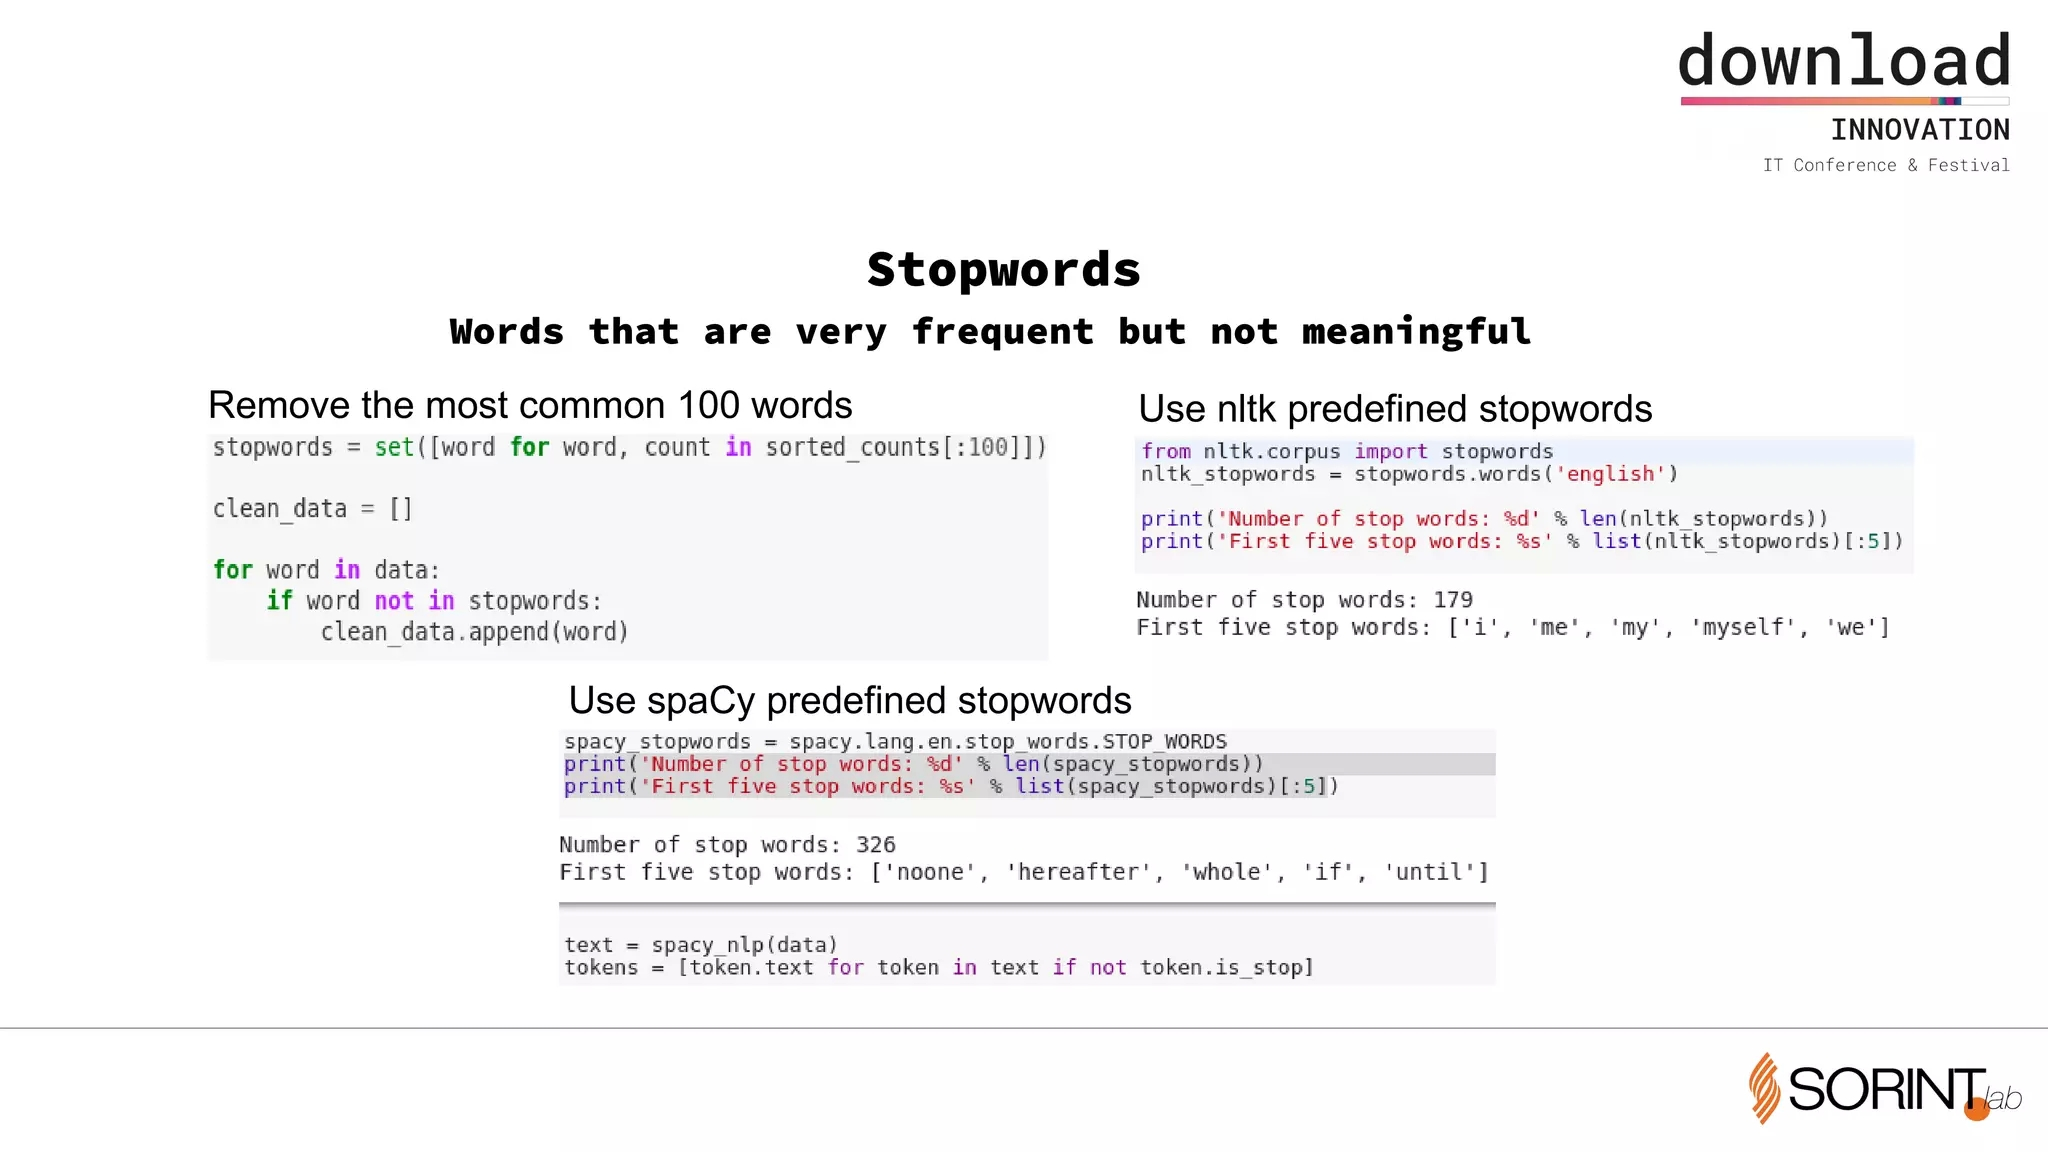 download
INNOVATION
IT Conference & Festival
Stopwords
Words that are very frequent but not meaningful
Remove the most common 100 words
stopwords = set([word for word, count in sorted_counts[:100]])
clean_data = []
for word in data:
    if word not in stopwords:
        clean_data.append(word)
Use nltk predefined stopwords
from nltk.corpus import stopwords
nltk_stopwords = stopwords.words('english')
print('Number of stop words: %d' % len(nltk_stopwords))
print('First five stop words: %s' % list(nltk_stopwords)[:5])
Number of stop words: 179
First five stop words: ['i', 'me', 'my', 'myself', 'we']
Use spaCy predefined stopwords
spacy_stopwords = spacy.lang.en.stop_words.STOP_WORDS
print('Number of stop words: %d' % len(spacy_stopwords))
print('First five stop words: %s' % list(spacy_stopwords)[:5])
Number of stop words: 326
First five stop words: ['noone', 'hereafter', 'whole', 'if', 'until']
text = spacy_nlp(data)
tokens = [token.text for token in text if not token.is_stop]
SORINT.lab